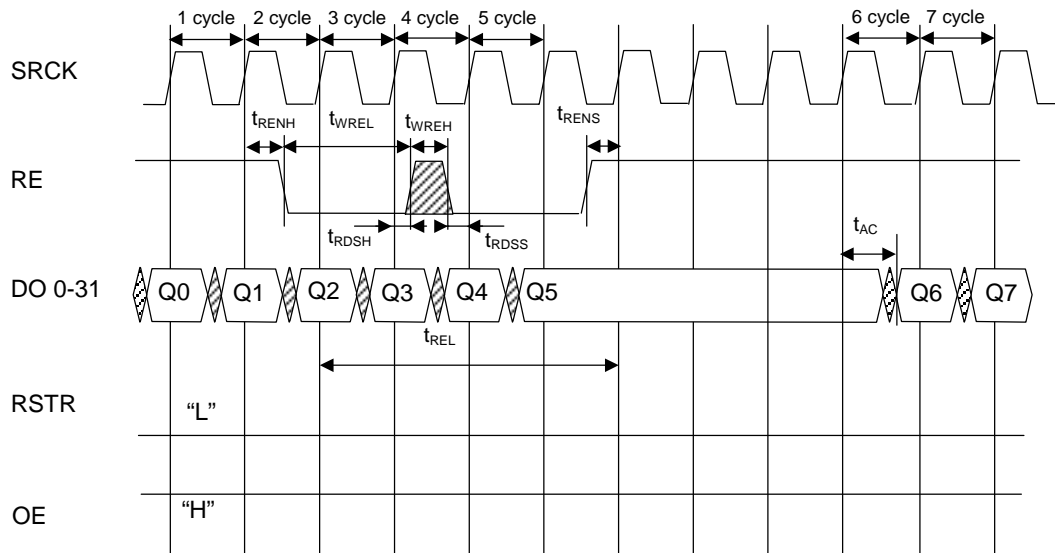 1 cycle 2 cycle 3 cycle 4 cycle 5 cycle 6 cycle 7 cycle
SRCK
tRENH tWREL tWREH tRENS
RE
tRDSH tRDSS
tAC
DO 0-31 Q0 Q1 Q2 Q3 Q4 Q5 Q6 Q7
tREL
RSTR “L”
OE “H”